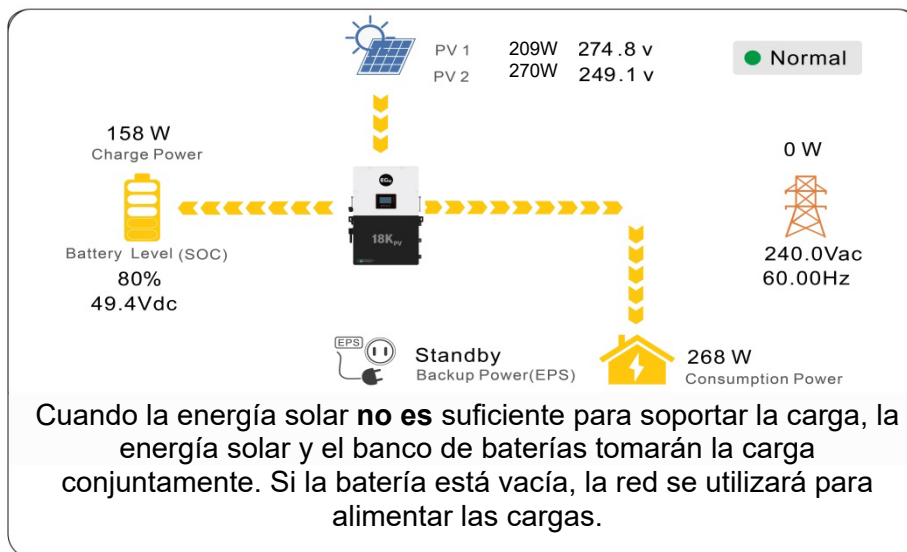 PV 1 209W 274.8 v
PV 2 270W 249.1 v
Normal
158 W
Charge Power
0 W
EG4
18KPV
Battery Level (SOC)
80%
49.4Vdc
240.0Vac
60.00Hz
EPS
Standby
Backup Power(EPS)
268 W
Consumption Power
Cuando la energía solar no es suficiente para soportar la carga, la
energía solar y el banco de baterías tomarán la carga
conjuntamente. Si la batería está vacía, la red se utilizará para
alimentar las cargas.